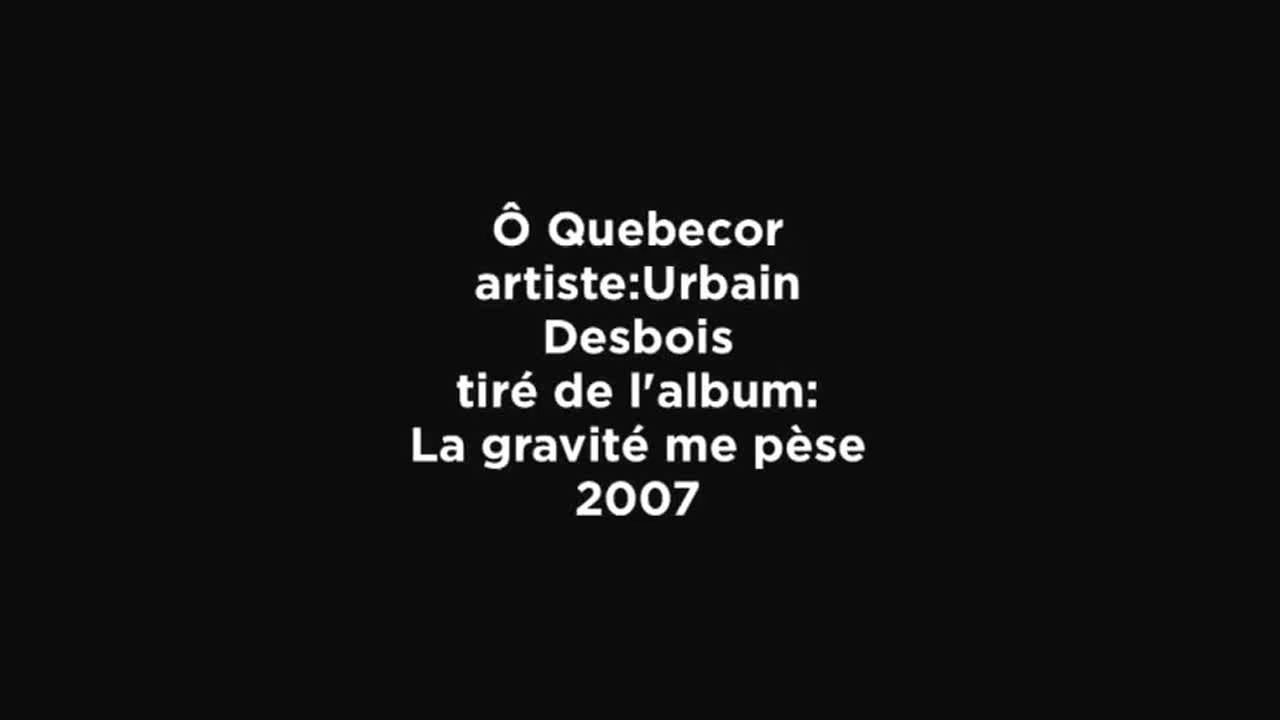 Ô Quebecor
artiste:Urbain
Desbois
tiré de l'album:
La gravité me pèse
2007